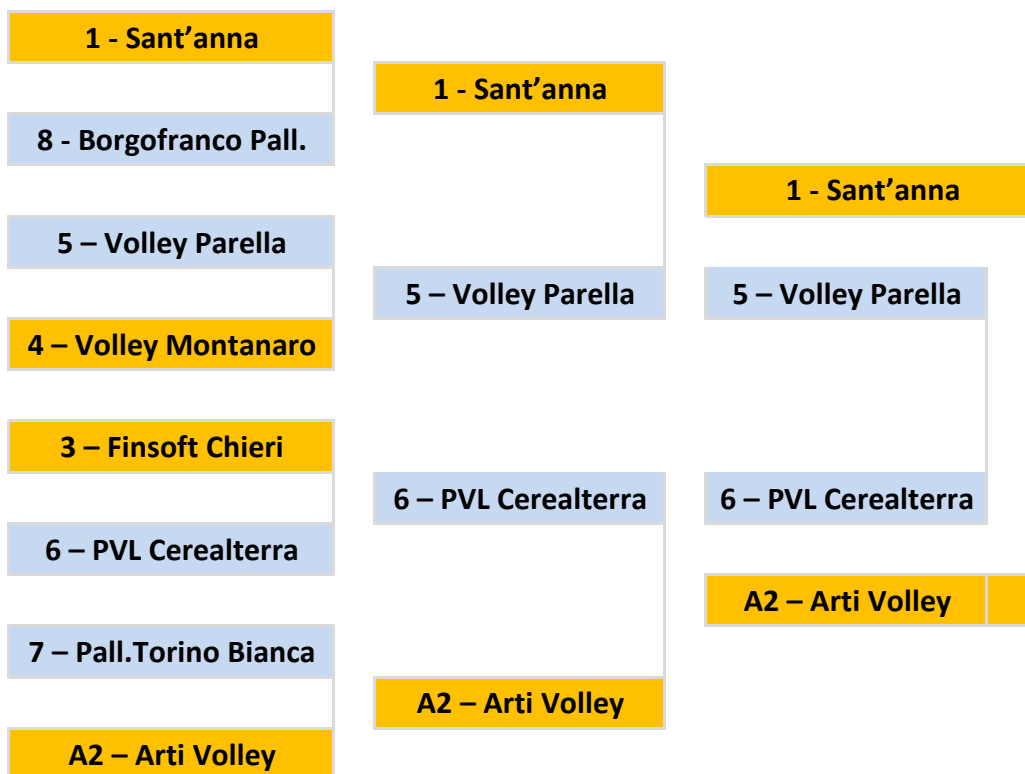 1 - Sant’anna
8 - Borgofranco Pall.
5 – Volley Parella
4 – Volley Montanaro
3 – Finsoft Chieri
6 – PVL Cerealterra
7 – Pall.Torino Bianca
A2 – Arti Volley
1 - Sant’anna
5 – Volley Parella
6 – PVL Cerealterra
A2 – Arti Volley
1 - Sant’anna
5 – Volley Parella
6 – PVL Cerealterra
A2 – Arti Volley